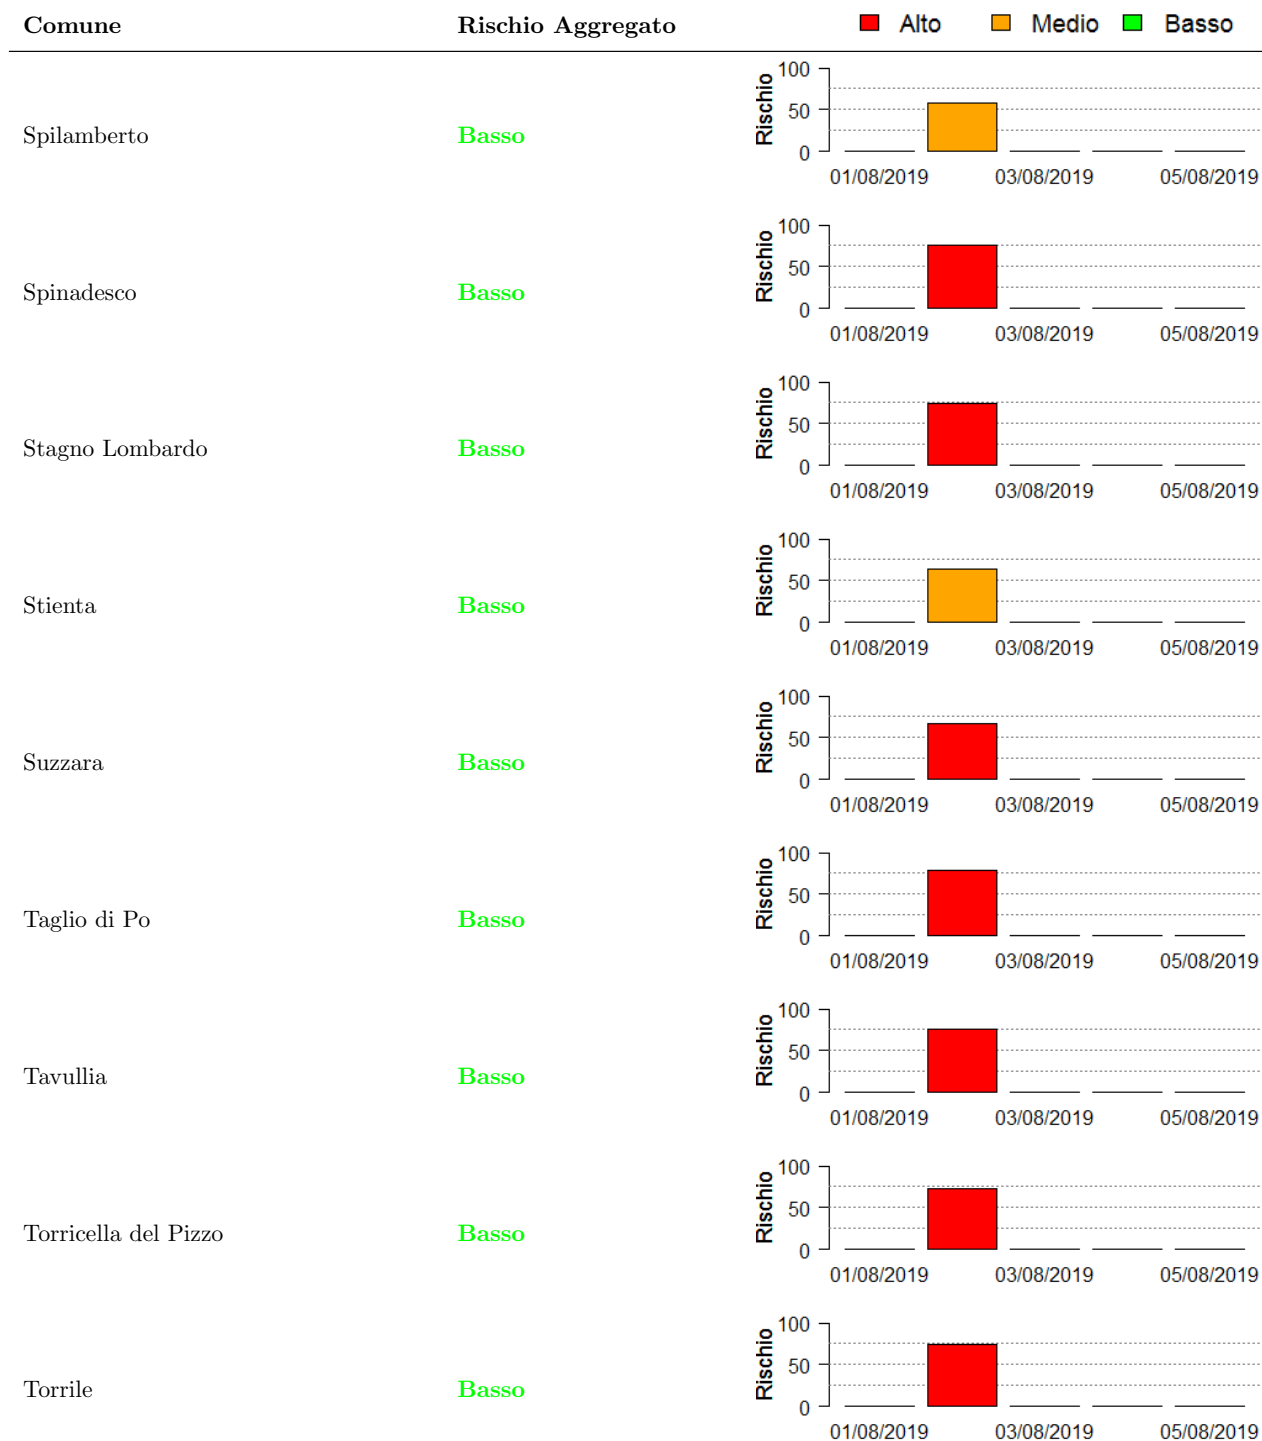 Comune Rischio Aggregato Alto Medio Basso
100
50
0
Rischio
Spilamberto Basso
01/08/2019 03/08/2019 05/08/2019
100
50
0
Rischio
Spinadesco Basso
01/08/2019 03/08/2019 05/08/2019
100
50
0
Rischio
Stagno Lombardo Basso
01/08/2019 03/08/2019 05/08/2019
100
50
0
Rischio
Stienta Basso
01/08/2019 03/08/2019 05/08/2019
100
50
0
Rischio
Suzzara Basso
01/08/2019 03/08/2019 05/08/2019
100
50
0
Rischio
Taglio di Po Basso
01/08/2019 03/08/2019 05/08/2019
100
50
0
Rischio
Tavullia Basso
01/08/2019 03/08/2019 05/08/2019
100
50
0
Rischio
Torricella del Pizzo Basso
01/08/2019 03/08/2019 05/08/2019
100
50
0
Rischio
Torrile Basso
01/08/2019 03/08/2019 05/08/2019